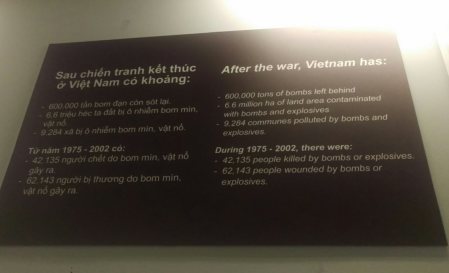 Sau chiến tranh kết thúc
ở Việt Nam có khoảng:
- 600.000 tấn bom đạn còn sót lại.
- 6,6 triệu héc ta đất bị ô nhiễm bom mìn,
vật nổ.
- 9.284 xã bị ô nhiễm bom mìn, vật nổ.
Từ năm 1975 - 2002 có:
- 42.135 người chết do bom mìn, vật nổ
gây ra.
- 62.143 người bị thương do bom mìn,
vật nổ gây ra.
After the war, Vietnam has:
- 600,000 tons of bombs left behind
- 6.6 million ha of land area contaminated
with bombs and explosives
- 9.284 communes polluted by bombs and
explosives.
During 1975 - 2002, there were:
- 42,135 people killed by bombs or explosives.
- 62,143 people wounded by bombs or
explosives.